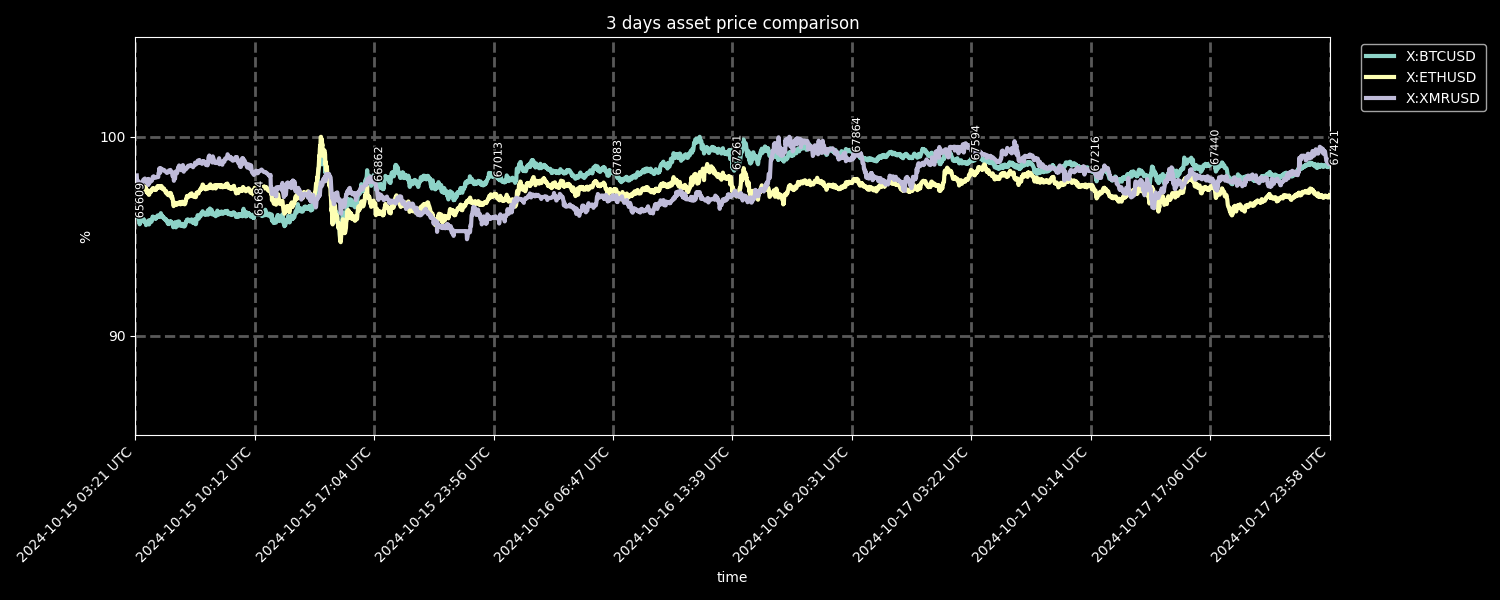 3 days asset price comparison
X:BTCUSD
X:ETHUSD
X:XMRUSD
100
90
%
65609
65684
66862
67013
67083
67261
67864
67594
67216
67440
67421
2024-10-15 03:21 UTC
2024-10-15 10:12 UTC
2024-10-15 17:04 UTC
2024-10-15 23:56 UTC
2024-10-16 06:47 UTC
2024-10-16 13:39 UTC
2024-10-16 20:31 UTC
2024-10-17 03:22 UTC
2024-10-17 10:14 UTC
2024-10-17 17:06 UTC
2024-10-17 23:58 UTC
time